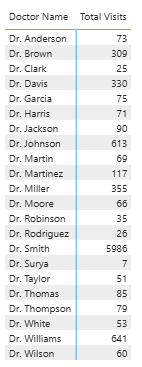 Doctor Name Total Visits
Dr. Anderson 73
Dr. Brown 309
Dr. Clark 25
Dr. Davis 330
Dr. Garcia 75
Dr. Harris 71
Dr. Jackson 90
Dr. Johnson 613
Dr. Martin 69
Dr. Martinez 117
Dr. Miller 355
Dr. Moore 66
Dr. Robinson 35
Dr. Rodriguez 26
Dr. Smith 5986
Dr. Surya 7
Dr. Taylor 51
Dr. Thomas 85
Dr. Thompson 79
Dr. White 53
Dr. Williams 641
Dr. Wilson 60